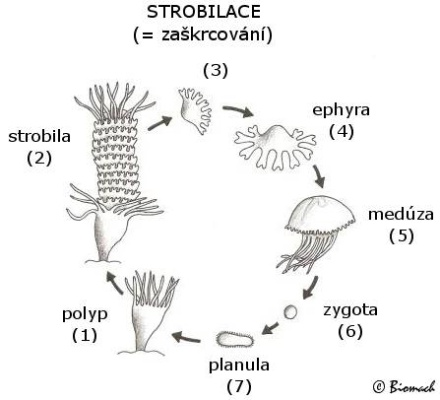 STROBILACE
(= zaškrcování)
(3)
ephyra
(4)
strobila
(2)
medúza
(5)
polyp
(1)
zygota
(6)
planula
(7)
© Biomach